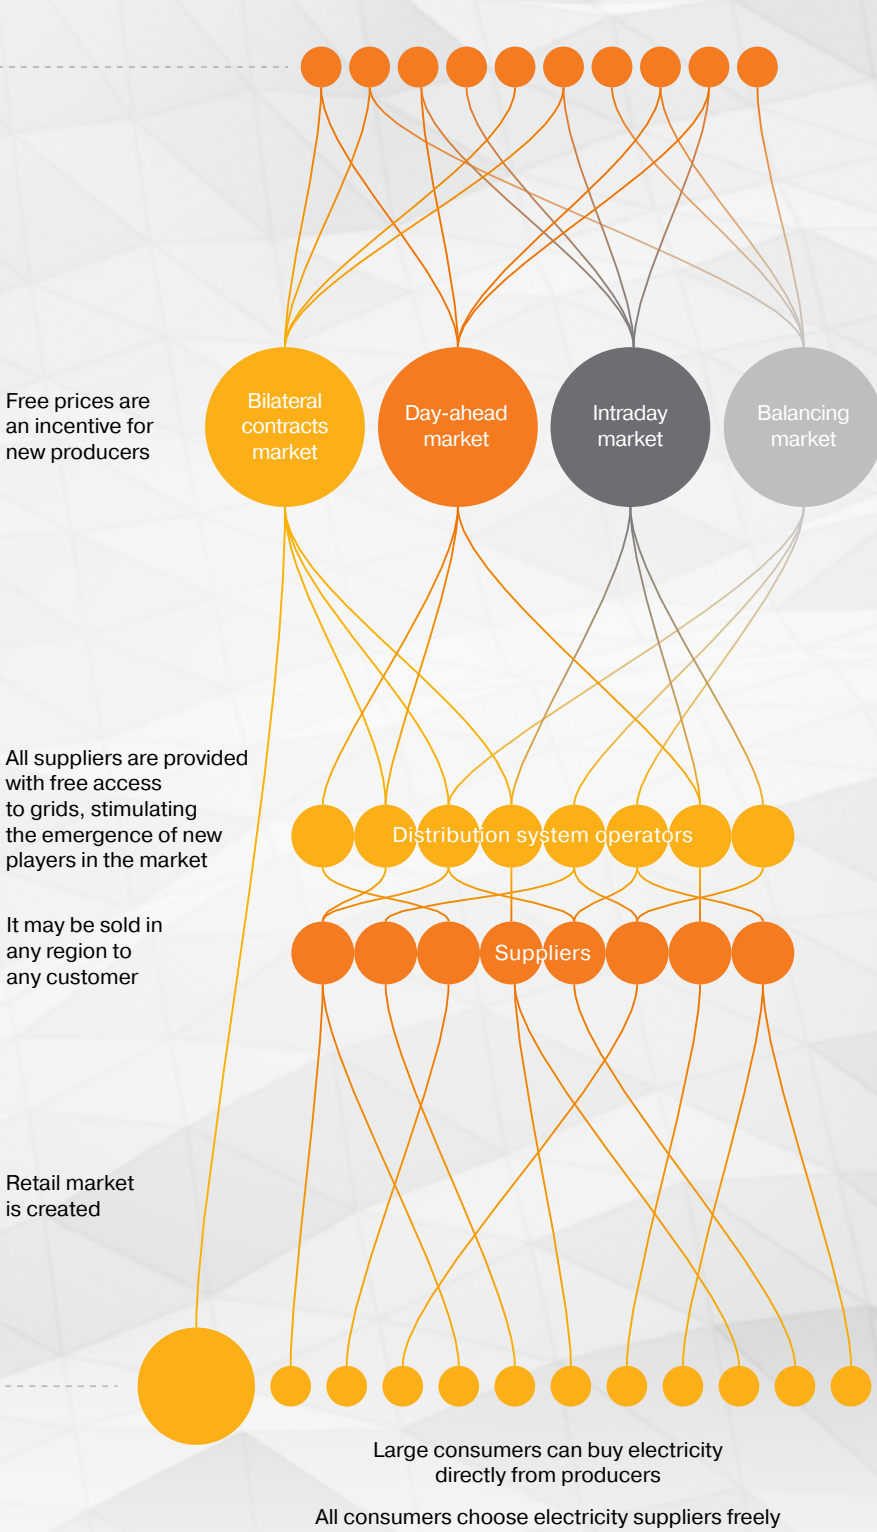 Free prices are
an incentive for
new producers
Bilateral
contracts
market
Day-ahead
market
Intraday
market
Balancing
market
All suppliers are provided
with free access
to grids, stimulating
the emergence of new
players in the market
Distribution system operators
It may be sold in
any region to
any customer
Suppliers
Retail market
is created
Large consumers can buy electricity
directly from producers
All consumers choose electricity suppliers freely